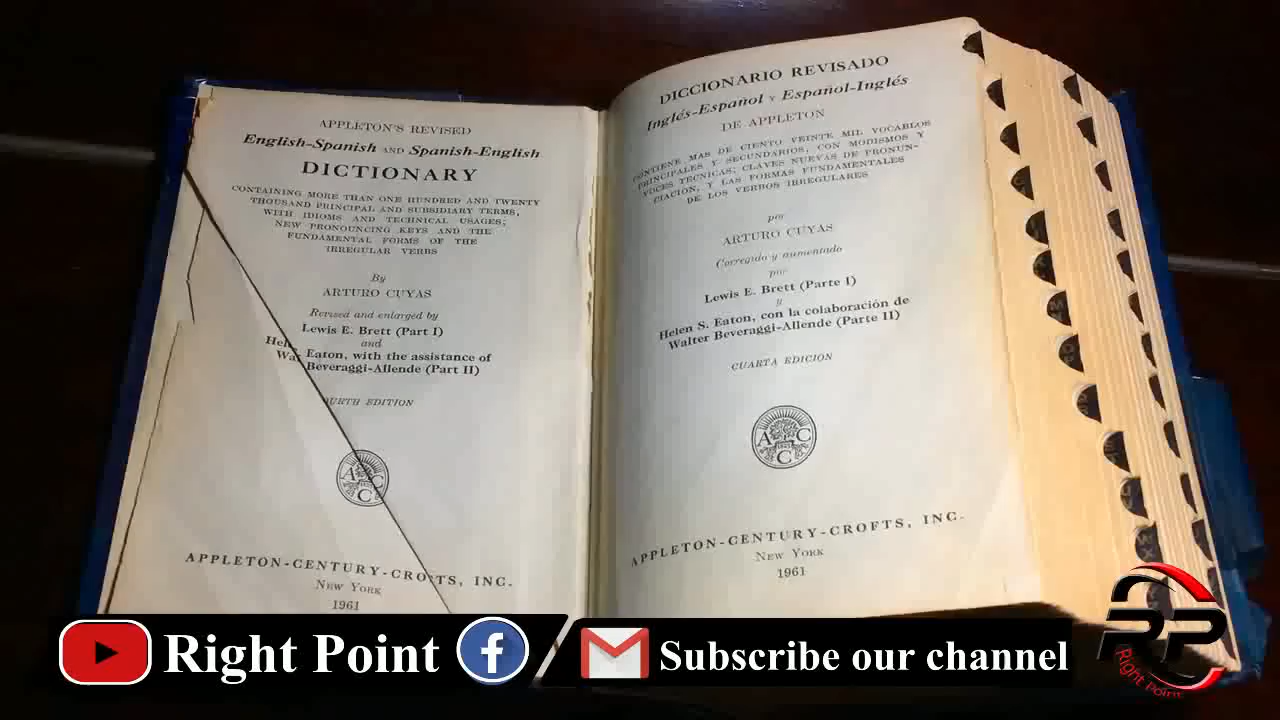 APPLETON'S REVISED
English-Spanish AND Spanish-English
DICTIONARY
CONTAINING MORE THAN ONE HUNDRED AND TWENTY
THOUSAND PRINCIPAL AND SUBSIDIARY TERMS,
WITH IDIOMS AND TECHNICAL USAGES;
NEW PRONOUNCING KEYS AND THE
FUNDAMENTAL FORMS OF THE
IRREGULAR VERBS
By
ARTURO CUYAS
Revised and enlarged by
Lewis E. Brett (Part I)
and
Eaton, with the assistance of
Beveraggi-Allende (Part II)
EDITION
ACC
APPLETON-CENTURY-CROFTS, INC.
NEW YORK
1961
DICCIONARIO REVISADO
Inglés-Español Y Español-Inglés
DE APPLETON
CONTIENE MAS DE CIENTO VEINTE MIL VOCABLOS
PRINCIPALES Y SECUNDARIOS, CON MODISMOS Y
VOCES TECNICAS; CLAVES NUEVAS DE PRONUN-
CIACION, Y LAS FORMAS FUNDAMENTALES
DE LOS VERBOS IRREGULARES
por
ARTURO CUYAS
Corregido y aumentado
por
Lewis E. Brett (Parte I)
y
Helen S. Eaton, con la colaboración de
Walter Beveraggi-Allende (Parte II)
CUARTA EDICION
ACC
APPLETON-CENTURY-CROFTS, INC.
NEW YORK
1961
Right Point
Subscribe our channel
RP
Right Point